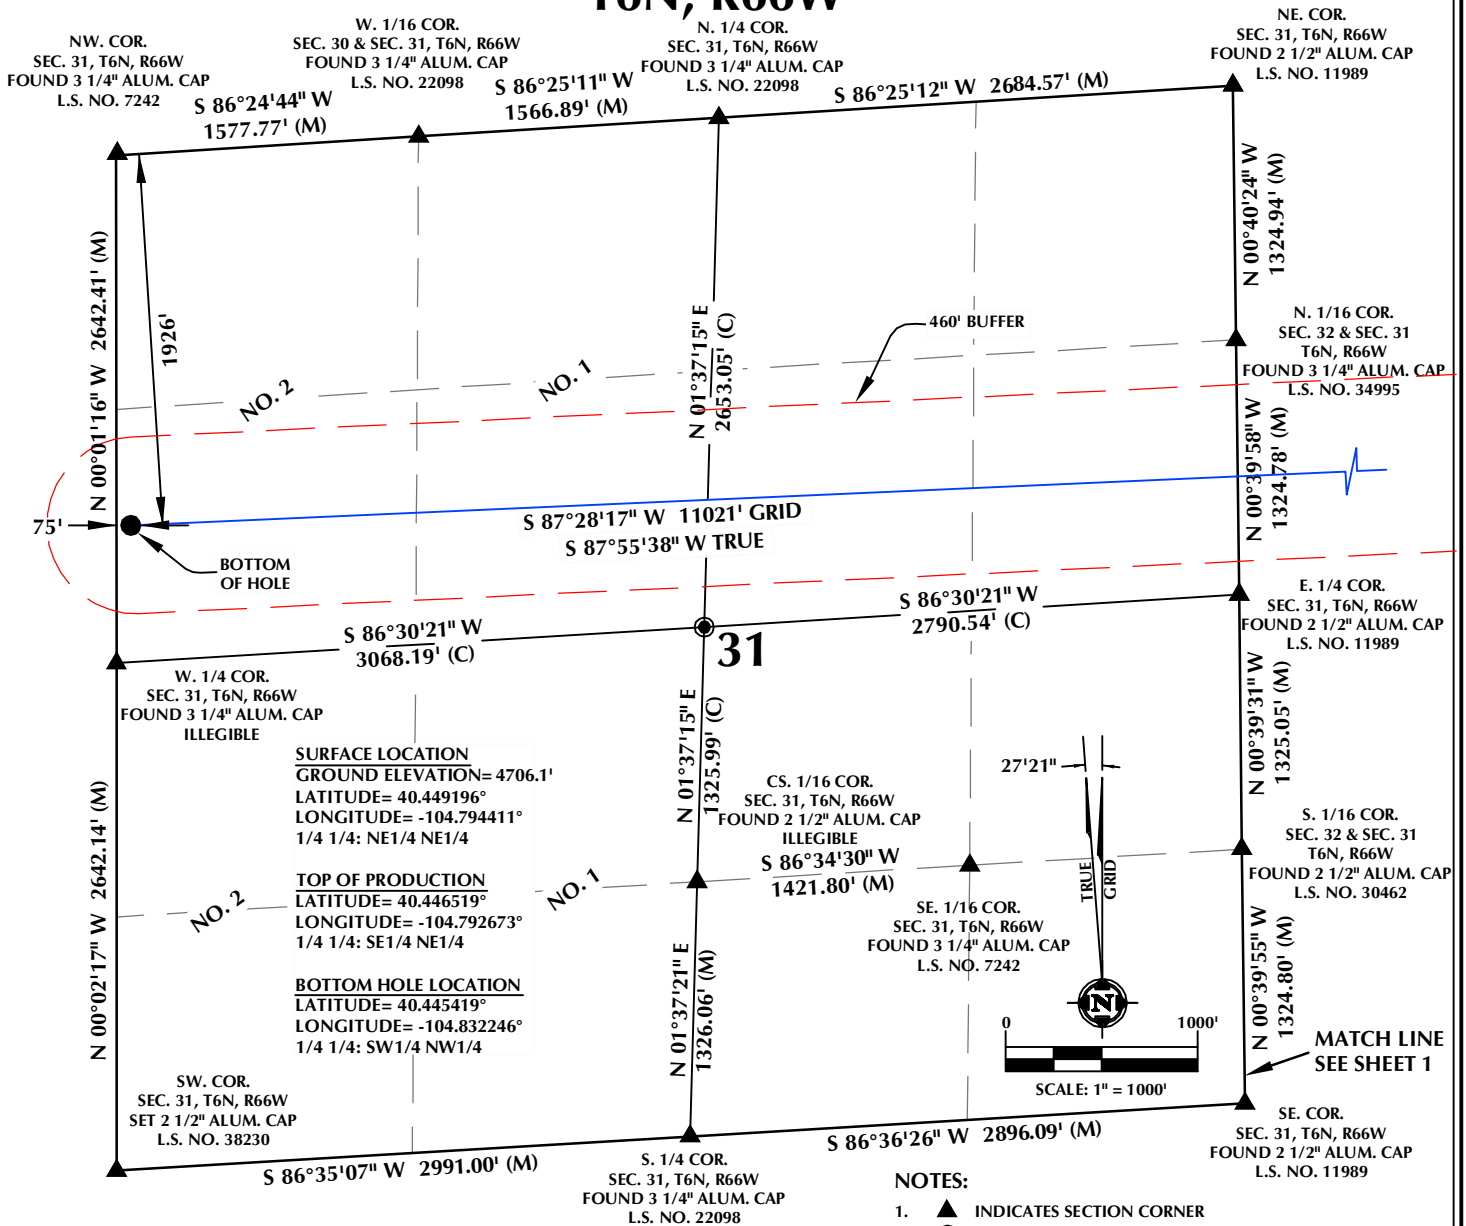 T6N, R66W
NW. COR.
SEC. 31, T6N, R66W
FOUND 3 1/4" ALUM. CAP
L.S. NO. 7242
W. 1/16 COR.
SEC. 30 & SEC. 31, T6N, R66W
FOUND 3 1/4" ALUM. CAP
L.S. NO. 22098
N. 1/4 COR.
SEC. 31, T6N, R66W
FOUND 3 1/4" ALUM. CAP
L.S. NO. 22098
NE. COR.
SEC. 31, T6N, R66W
FOUND 2 1/2" ALUM. CAP
L.S. NO. 11989
S 86°24'44" W
1577.77' (M)
S 86°25'11" W
1566.89' (M)
S 86°25'12" W 2684.57' (M)
N 00°01'16" W 2642.41' (M)
1926'
N 01°37'15" E
2653.05' (C)
N 00°40'24" W
1324.94' (M)
460' BUFFER
N. 1/16 COR.
SEC. 32 & SEC. 31
T6N, R66W
FOUND 3 1/4" ALUM. CAP
L.S. NO. 34995
NO. 2
NO. 1
N 00°39'58" W
1324.78' (M)
75'
BOTTOM
OF HOLE
S 87°28'17" W 11021' GRID
S 87°55'38" W TRUE
S 86°30'21" W
3068.19' (C)
S 86°30'21" W
2790.54' (C)
31
E. 1/4 COR.
SEC. 31, T6N, R66W
FOUND 2 1/2" ALUM. CAP
L.S. NO. 11989
W. 1/4 COR.
SEC. 31, T6N, R66W
FOUND 3 1/4" ALUM. CAP
ILLEGIBLE
N 00°02'17" W 2642.14' (M)
SURFACE LOCATION
GROUND ELEVATION= 4706.1'
LATITUDE= 40.449196°
LONGITUDE= -104.794411°
1/4 1/4: NE1/4 NE1/4
TOP OF PRODUCTION
LATITUDE= 40.446519°
LONGITUDE= -104.792673°
1/4 1/4: SE1/4 NE1/4
BOTTOM HOLE LOCATION
LATITUDE= 40.445419°
LONGITUDE= -104.832246°
1/4 1/4: SW1/4 NW1/4
N 01°37'15" E
1325.99' (C)
CS. 1/16 COR.
SEC. 31, T6N, R66W
FOUND 2 1/2" ALUM. CAP
ILLEGIBLE
S 86°34'30" W
1421.80' (M)
27'21"
TRUE
GRID
N
N 00°39'31" W
1325.05' (M)
S. 1/16 COR.
SEC. 32 & SEC. 31
T6N, R66W
FOUND 2 1/2" ALUM. CAP
L.S. NO. 30462
NO. 2
NO. 1
SE. 1/16 COR.
SEC. 31, T6N, R66W
FOUND 3 1/4" ALUM. CAP
L.S. NO. 7242
N 01°37'21" E
1326.06' (M)
0 1000'
SCALE: 1" = 1000'
N 00°39'55" W
1324.80' (M)
MATCH LINE
SEE SHEET 1
SW. COR.
SEC. 31, T6N, R66W
SET 2 1/2" ALUM. CAP
L.S. NO. 38230
S 86°35'07" W 2991.00' (M)
S. 1/4 COR.
SEC. 31, T6N, R66W
FOUND 3 1/4" ALUM. CAP
L.S. NO. 22098
S 86°36'26" W 2896.09' (M)
SE. COR.
SEC. 31, T6N, R66W
FOUND 2 1/2" ALUM. CAP
L.S. NO. 11989
NOTES:
1. INDICATES SECTION CORNER